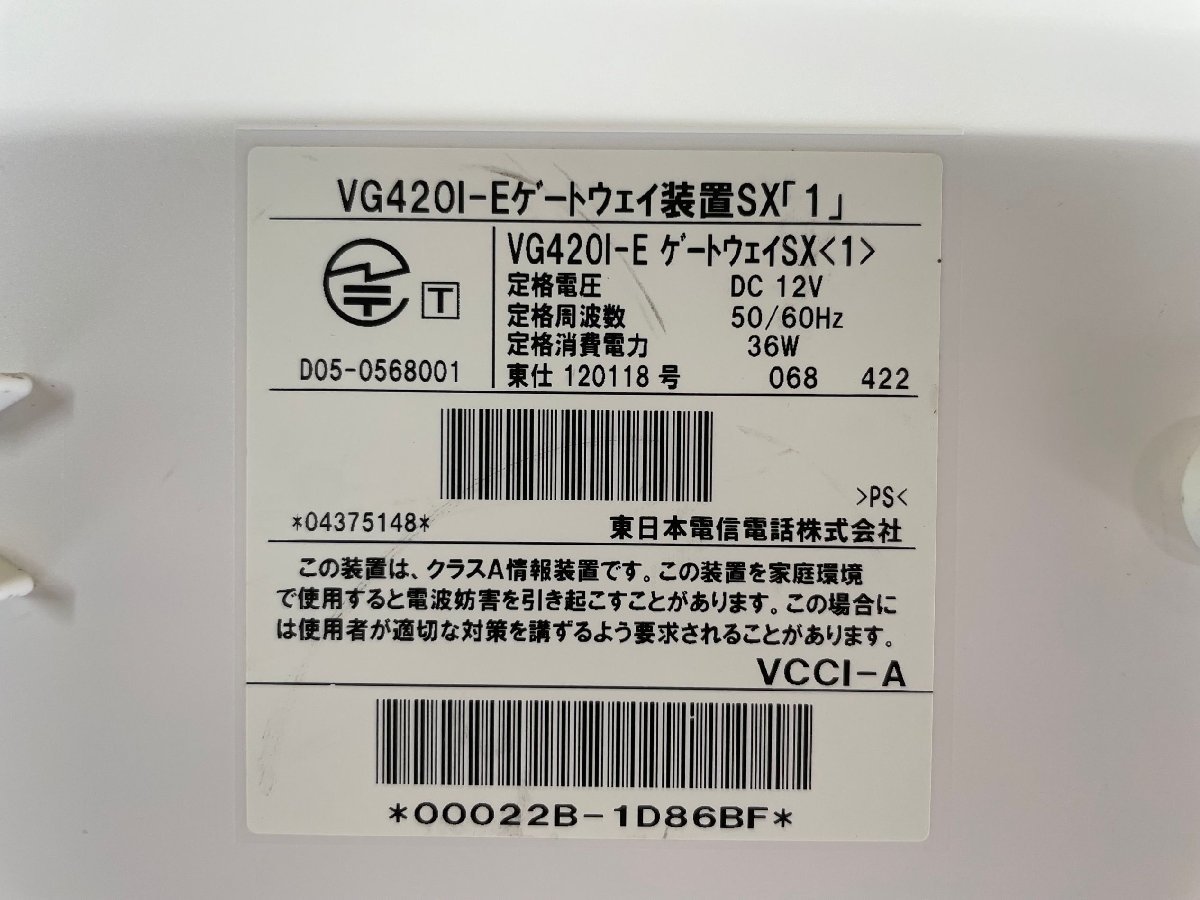 VG420I-Eゲートウェイ装置SX「1」
VG420I-E ゲートウェイSX<1>
定格電圧 DC 12V
定格周波数 50/60Hz
定格消費電力 36W
東仕 120118 号 068 422
T
D05-0568001
>PS<
*04375148* 東日本電信電話株式会社
この装置は、クラスA情報装置です。この装置を家庭環境
で使用すると電波妨害を引き起こすことがあります。この場合に
は使用者が適切な対策を講ずるよう要求されることがあります。
VCCI-A
*00022B-1D86BF*